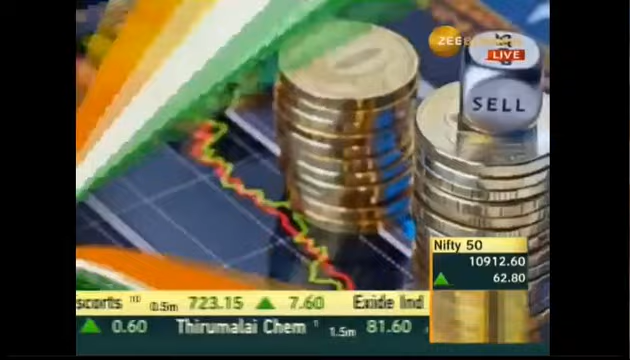 ZEE
LIVE
SELL
Nifty 50
10912.60
62.80
scorts 0.5m 723.15 7.60 Exide Ind
0.60 Thirumalai Chem 1.5m 81.60